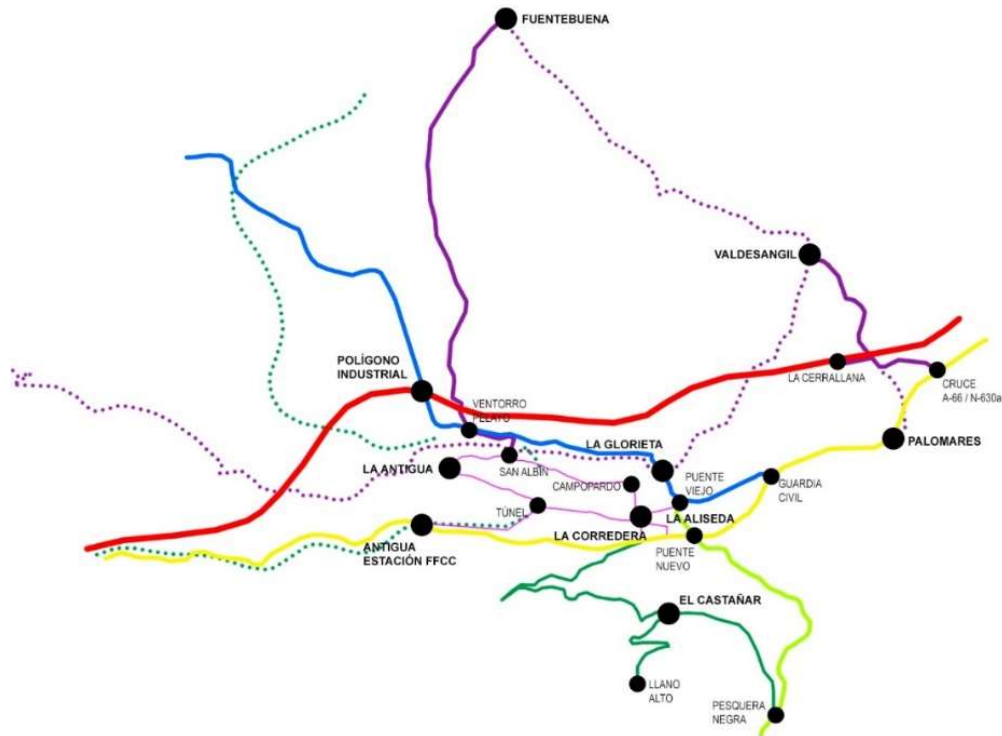 FUENTEBUENA
VALDESANGIL
POLÍGONO
INDUSTRIAL
LA CERRALLANA
CRUCE
A-66 / N-630a
VENTORRO
PELAYO
LA GLORIETA
PALOMARES
LA ANTIGUA
SAN ALBÍN
CAMPOPARDO
PUENTE
VIEJO
GUARDIA
CIVIL
TÚNEL
LA ALISEDA
LA CORREDERA
ANTIGUA
ESTACIÓN FFCC
PUENTE
NUEVO
EL CASTAÑAR
LLANO
ALTO
PESQUERA
NEGRA